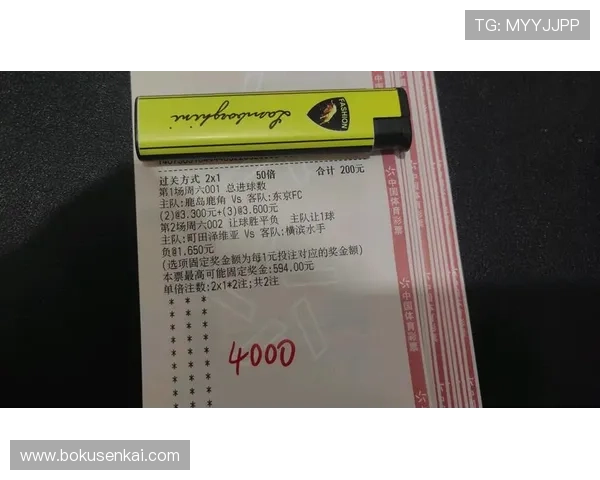 TG: MYYJJPP
FASHION
Lamborghini
过关方式 2x1 50倍 合计 200元
第1场周六001 总进球数
主队:鹿岛鹿角 Vs 客队:东京FC
(2)@3.300元+(3)@3.600元
第2场周六002 让球胜平负 主队让1球
主队:町田泽维亚 Vs 客队:横滨水手
负@1.650元
(选项固定奖金额为每1元投注对应的奖金额)
本票最高可能固定奖金:594.00元
单倍注数:2x1*2注;共2注
* * *
* * *
* * *
* * *
* * *
* * *
* * *
4000
中国体育彩票
中国体育彩票
www.bokusenkai.com